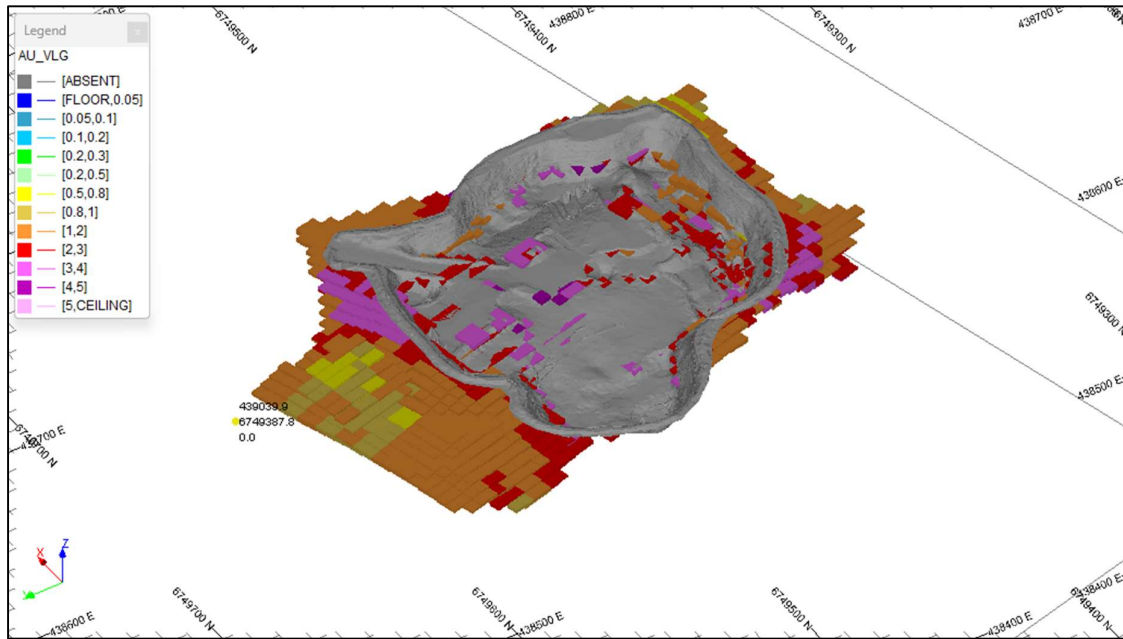 Legend
x
AU_VLG
[ABSENT]
[FLOOR,0.05]
[0.05,0.1]
[0.1,0.2]
[0.2,0.3]
[0.2,0.5]
[0.5,0.8]
[0.8,1]
[1,2]
[2,3]
[3,4]
[4,5]
[5,CEILING]
6749500 N
6749400 N
438800 E
6749300 N
438700 E
438600 E
6749300 N
438500 E
439039.9
6749387.8
0.0
Z
X
Y
438600 E
6749700 N
6749600 N
438500 E
6749500 N
438400 E
438400 E
6749400 N